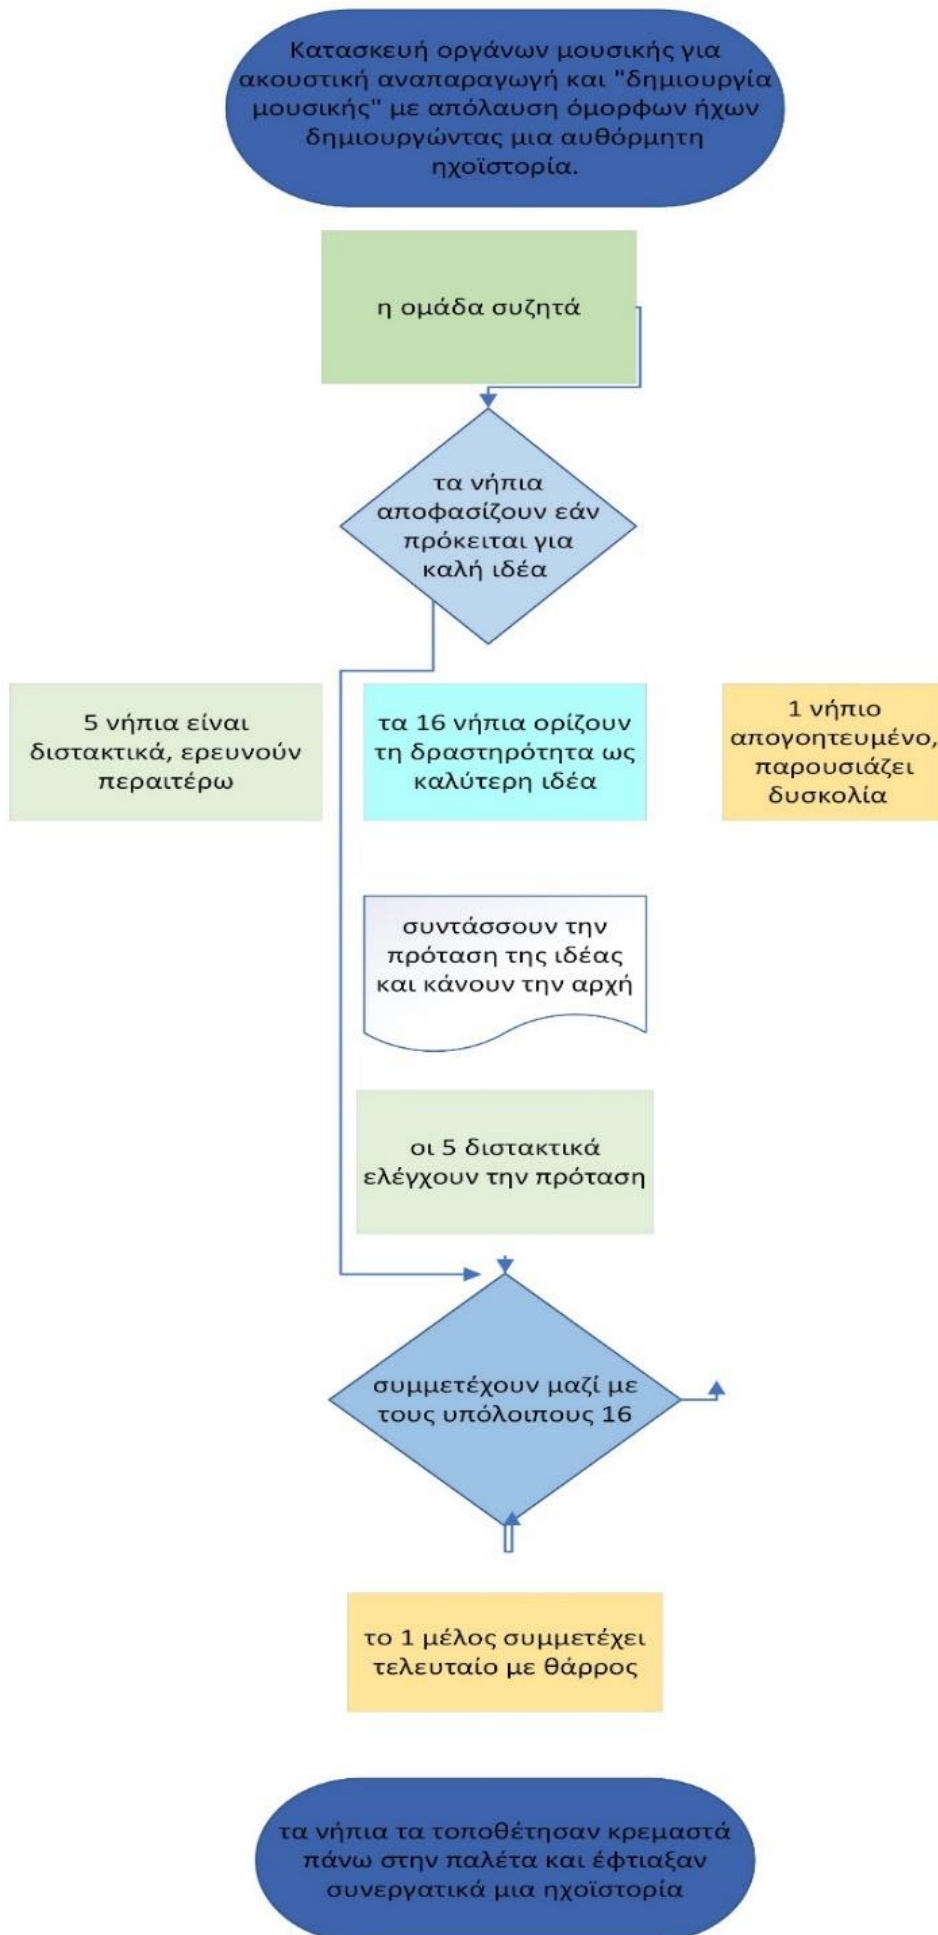 Κατασκευή οργάνων μουσικής για
ακουστική αναπαραγωγή και "δημιουργία
μουσικής" με απόλαυση όμορφων ήχων
δημιουργώντας μια αυθόρμητη
ηχοϊστορία.
η ομάδα συζητά
τα νήπια
αποφασίζουν εάν
πρόκειται για
καλή ιδέα
5 νήπια είναι
διστακτικά, ερευνούν
περαιτέρω
τα 16 νήπια ορίζουν
τη δραστηρότητα ως
καλύτερη ιδέα
1 νήπιο
απογοητευμένο,
παρουσιάζει
δυσκολία
συντάσσουν την
πρόταση της ιδέας
και κάνουν την αρχή
οι 5 διστακτικά
ελέγχουν την πρόταση
συμμετέχουν μαζί με
τους υπόλοιπους 16
το 1 μέλος συμμετέχει
τελευταίο με θάρρος
τα νήπια τα τοποθέτησαν κρεμαστά
πάνω στην παλέτα και έφτιαξαν
συνεργατικά μια ηχοϊστορία